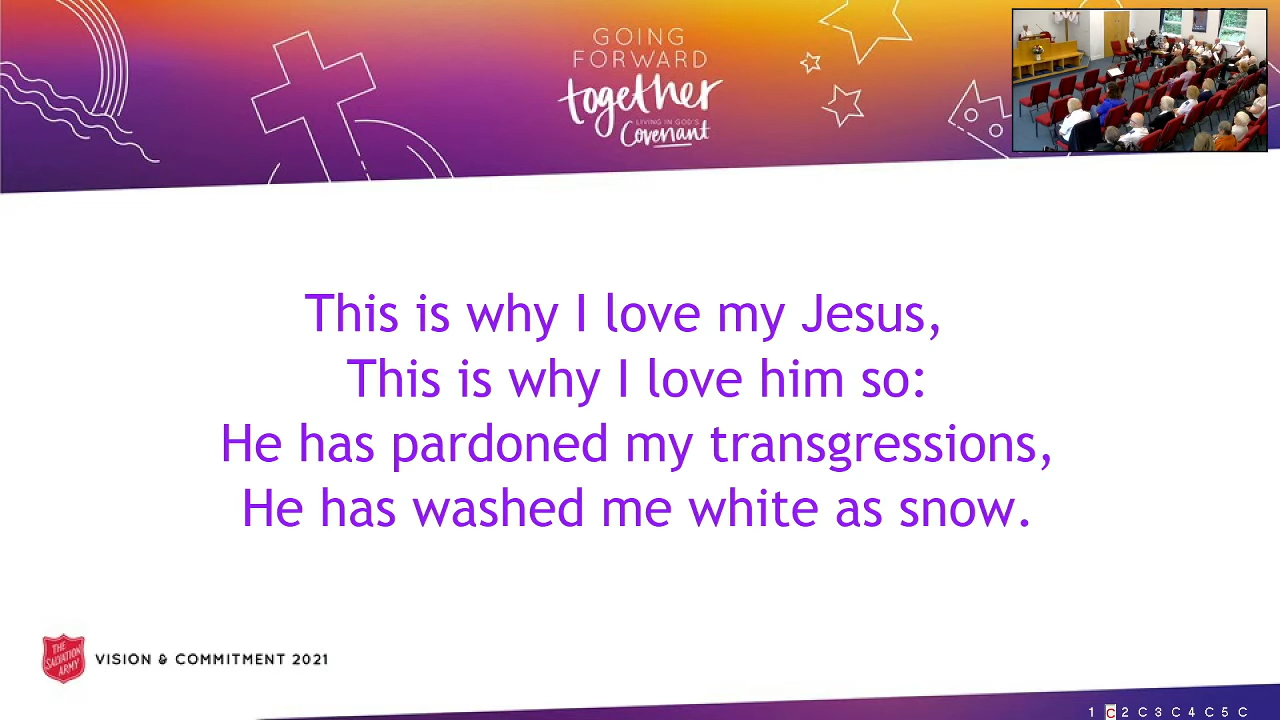 GOING
FORWARD
together
LIVING IN GOD'S
Covenant
This is why I love my Jesus,
This is why I love him so:
He has pardoned my transgressions,
He has washed me white as snow.
THE
SALVATION
ARMY
VISION & COMMITMENT 2021
1 C 2 C 3 C 4 C 5 C